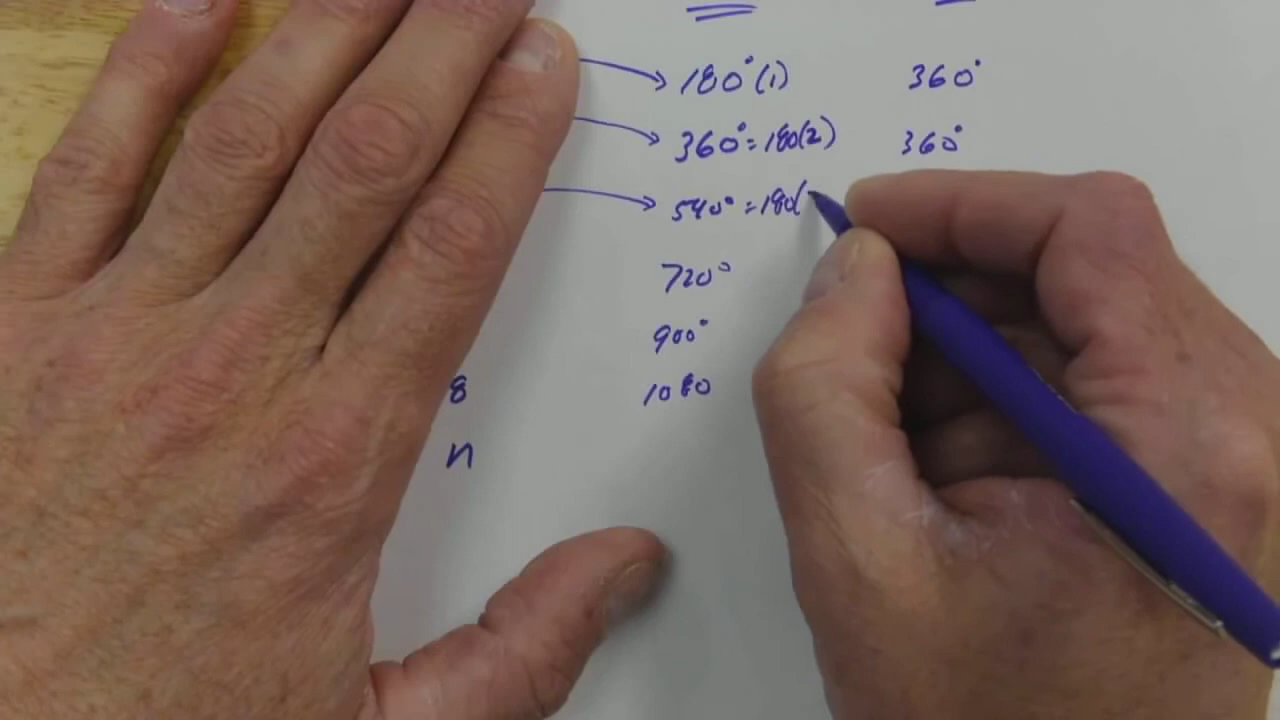 180°(1) 360°
360° = 180(2) 360°
540° = 180(
720°
900°
8 1080
n